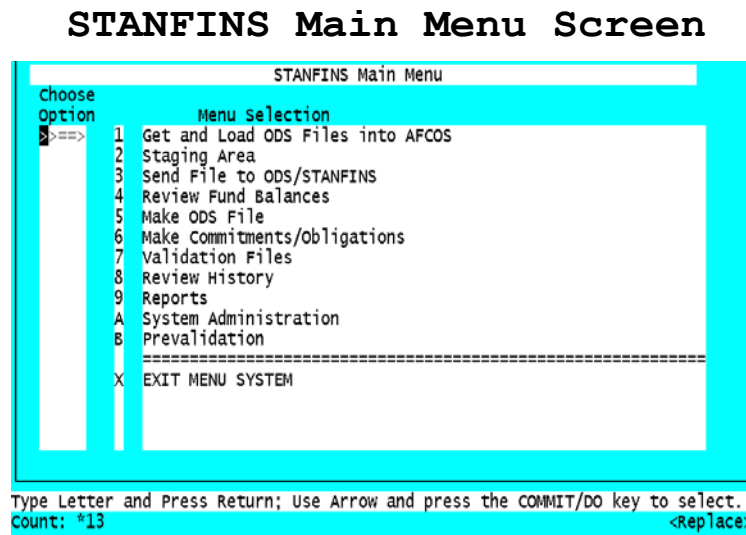 STANFINS Main Menu Screen
STANFINS Main Menu
Choose
Option Menu Selection
>>==> 1 Get and Load ODS Files into AFCOS
2 Staging Area
3 Send File to ODS/STANFINS
4 Review Fund Balances
5 Make ODS File
6 Make Commitments/Obligations
7 Validation Files
8 Review History
9 Reports
A System Administration
B Prevalidation
============================================================
X EXIT MENU SYSTEM
Type Letter and Press Return; Use Arrow and press the COMMIT/DO key to select.
Count: *13 <Replace>